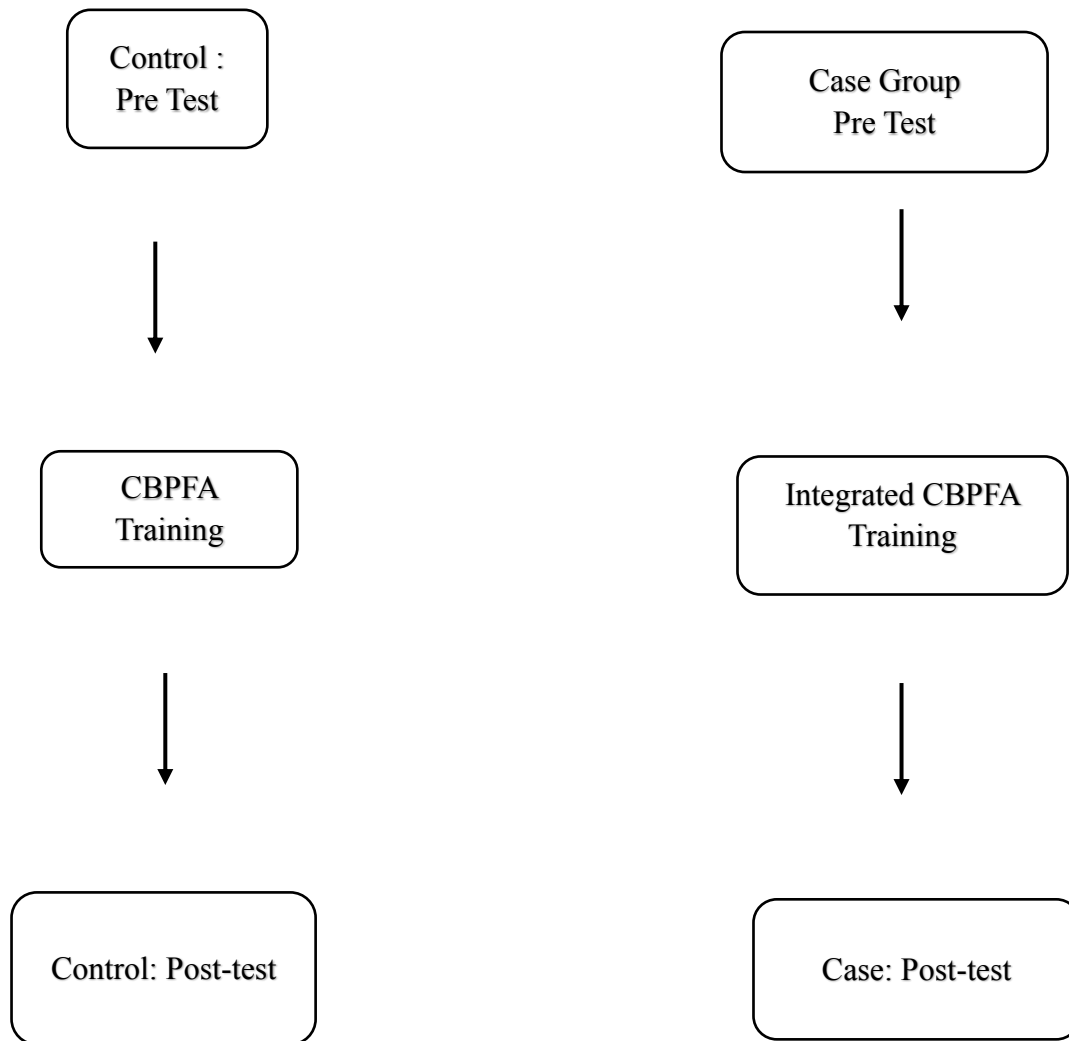 Control :
Pre Test
Case Group
Pre Test
CBPFA
Training
Integrated CBPFA
Training
Control: Post-test
Case: Post-test